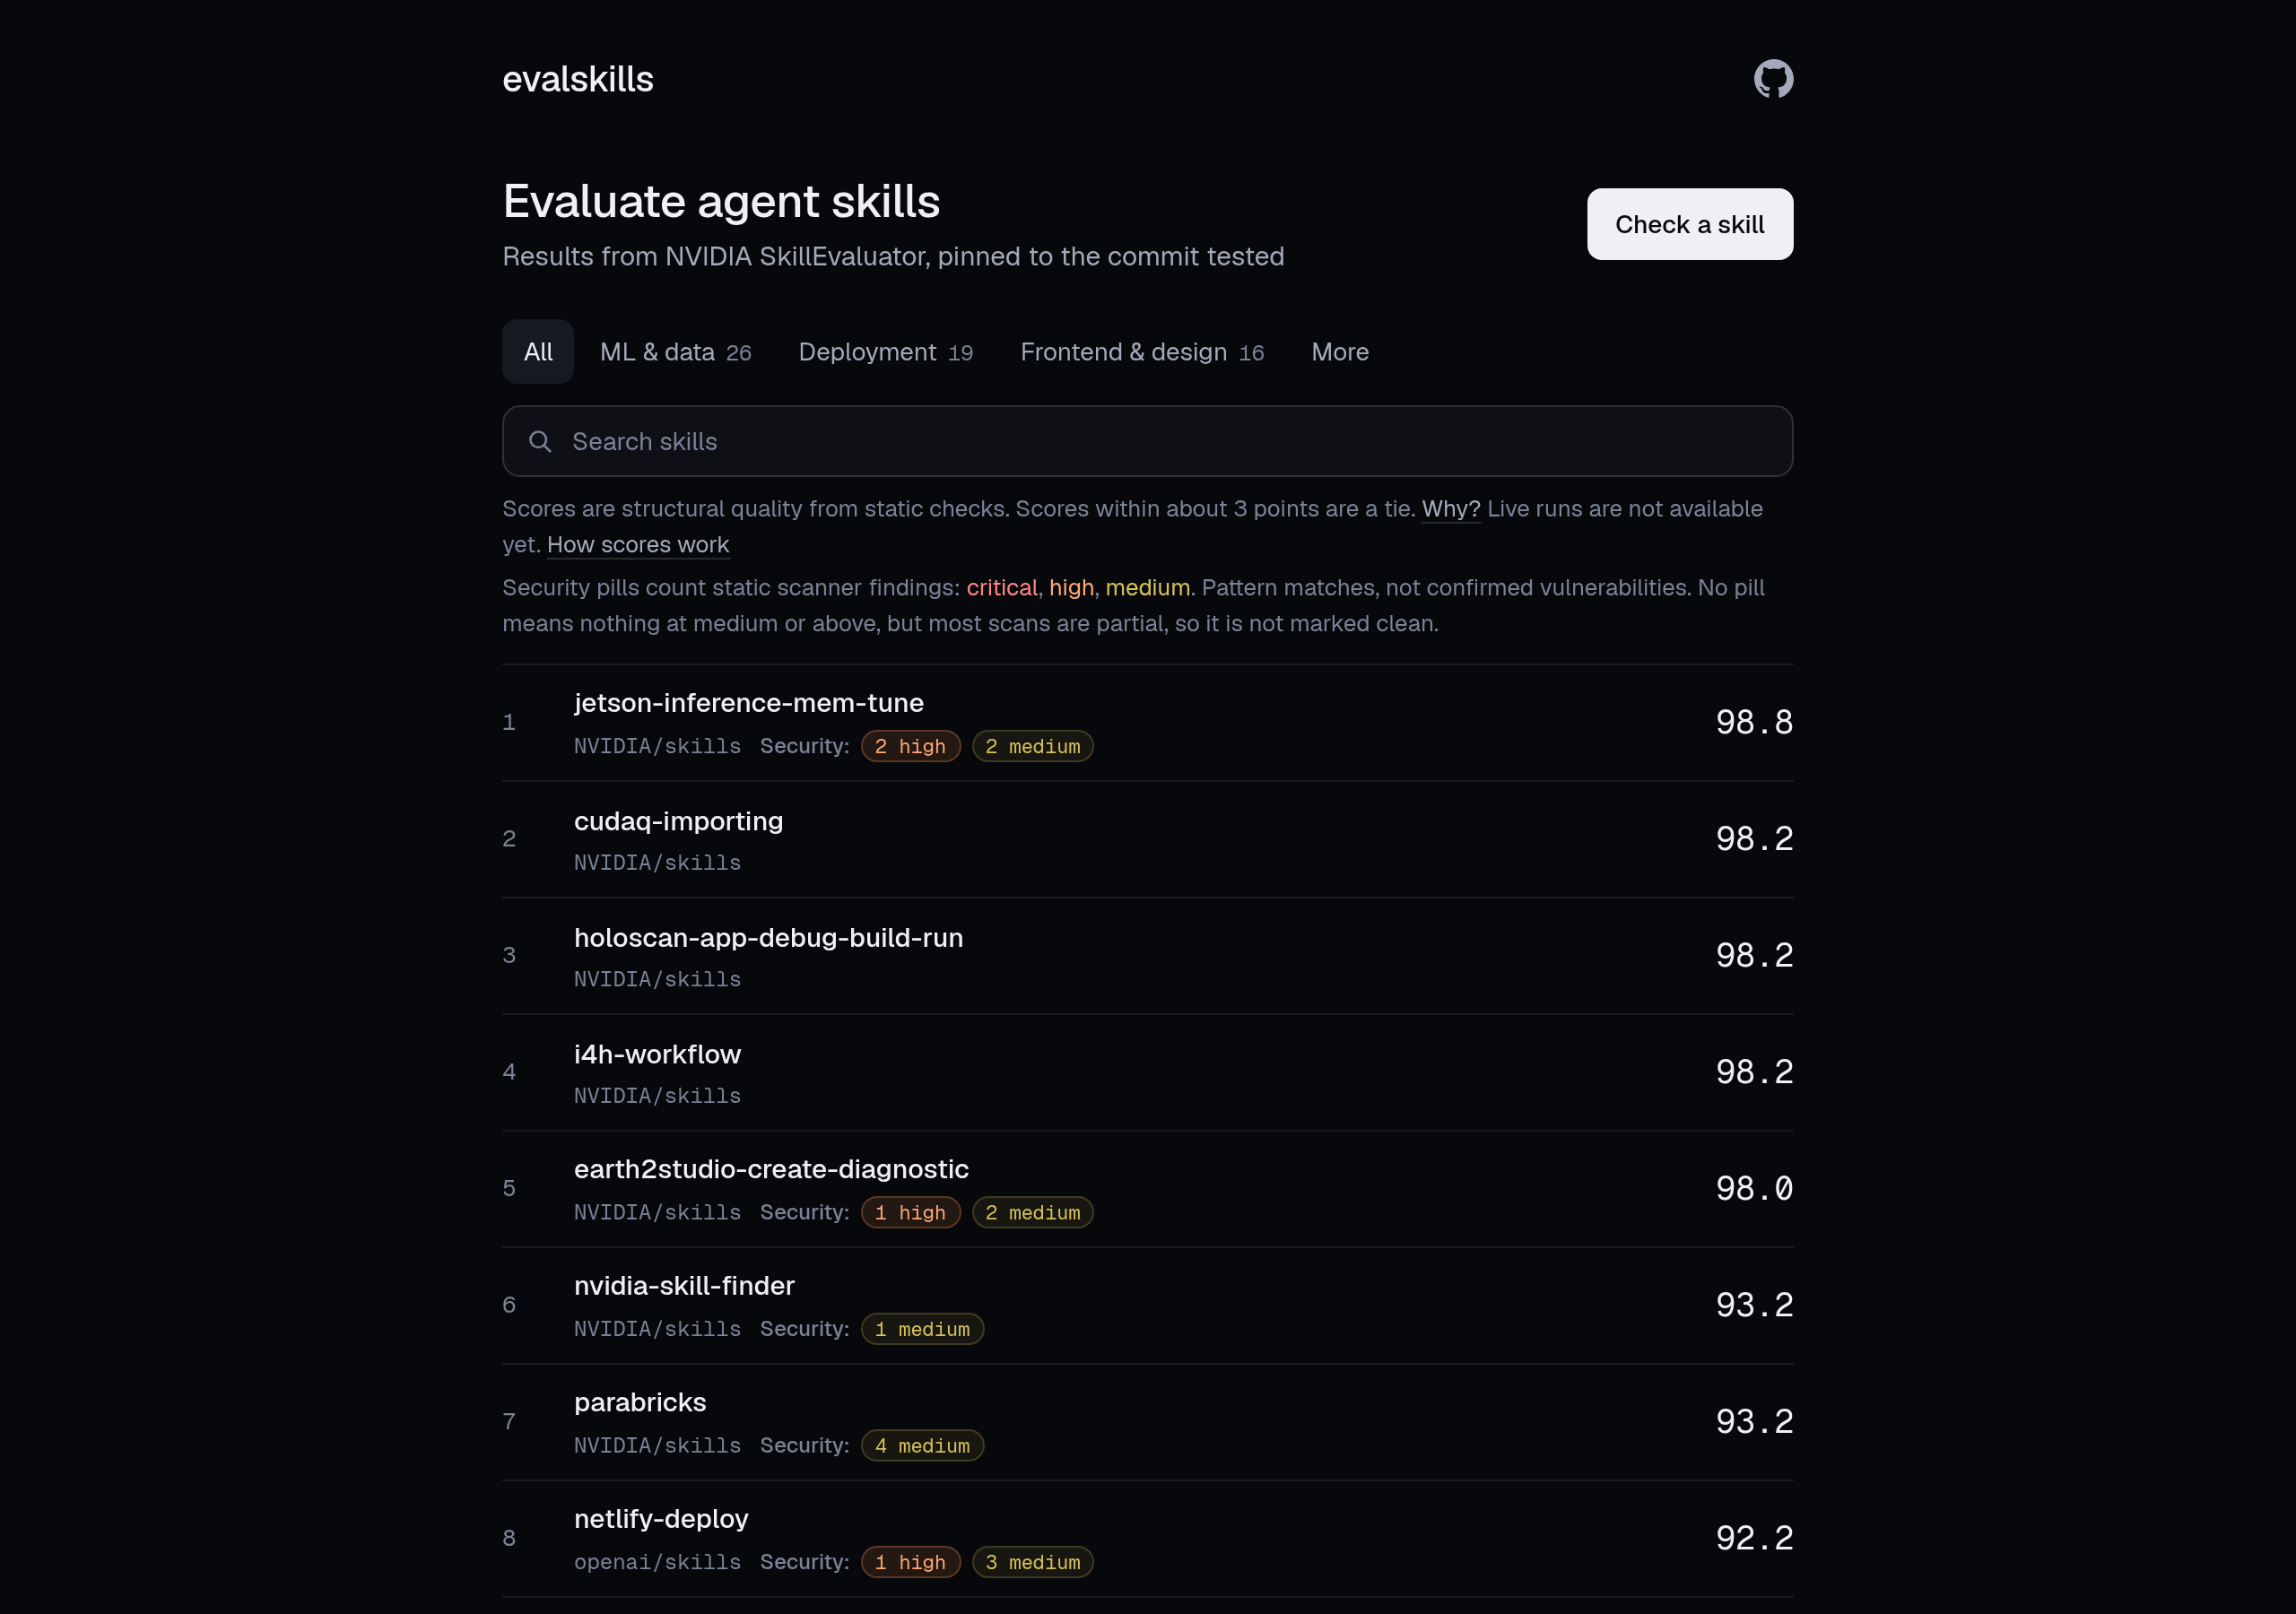 evalskills
Evaluate agent skills
Check a skill
Results from NVIDIA SkillEvaluator, pinned to the commit tested
All ML & data 26 Deployment 19 Frontend & design 16 More
Search skills
Scores are structural quality from static checks. Scores within about 3 points are a tie. Why? Live runs are not available
yet. How scores work
Security pills count static scanner findings: critical, high, medium. Pattern matches, not confirmed vulnerabilities. No pill
means nothing at medium or above, but most scans are partial, so it is not marked clean.
1 jetson-inference-mem-tune 98.8
NVIDIA/skills Security: 2 high 2 medium
2 cudaq-importing 98.2
NVIDIA/skills
3 holoscan-app-debug-build-run 98.2
NVIDIA/skills
4 i4h-workflow 98.2
NVIDIA/skills
5 earth2studio-create-diagnostic 98.0
NVIDIA/skills Security: 1 high 2 medium
6 nvidia-skill-finder 93.2
NVIDIA/skills Security: 1 medium
7 parabricks 93.2
NVIDIA/skills Security: 4 medium
8 netlify-deploy 92.2
openai/skills Security: 1 high 3 medium